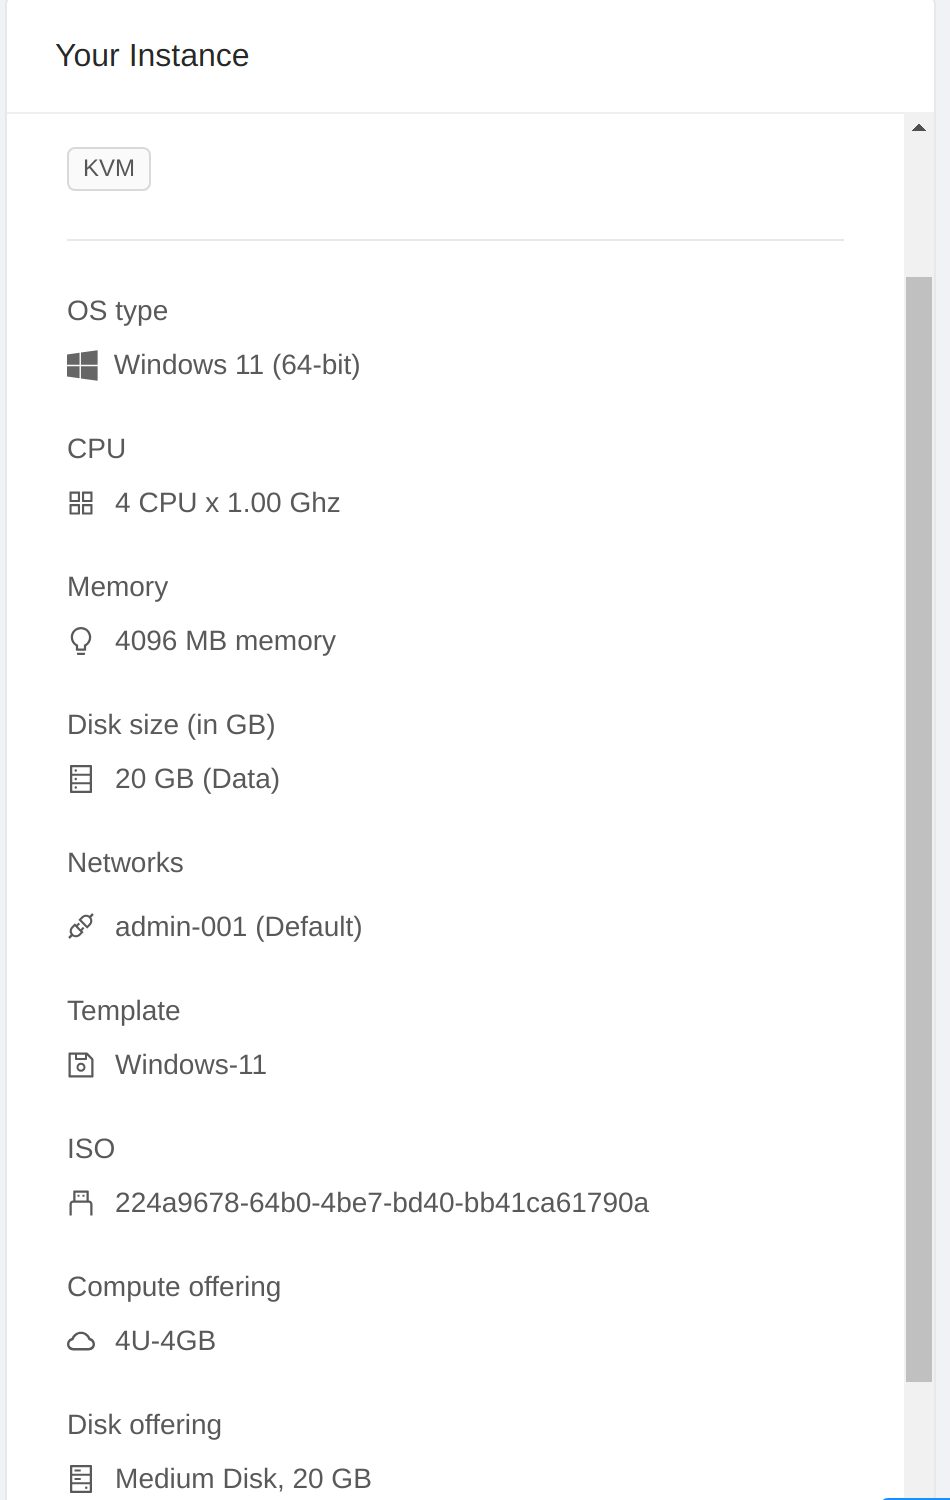 Your Instance
KVM
OS type
Windows 11 (64-bit)
CPU
4 CPU x 1.00 Ghz
Memory
4096 MB memory
Disk size (in GB)
20 GB (Data)
Networks
admin-001 (Default)
Template
Windows-11
ISO
224a9678-64b0-4be7-bd40-bb41ca61790a
Compute offering
4U-4GB
Disk offering
Medium Disk, 20 GB